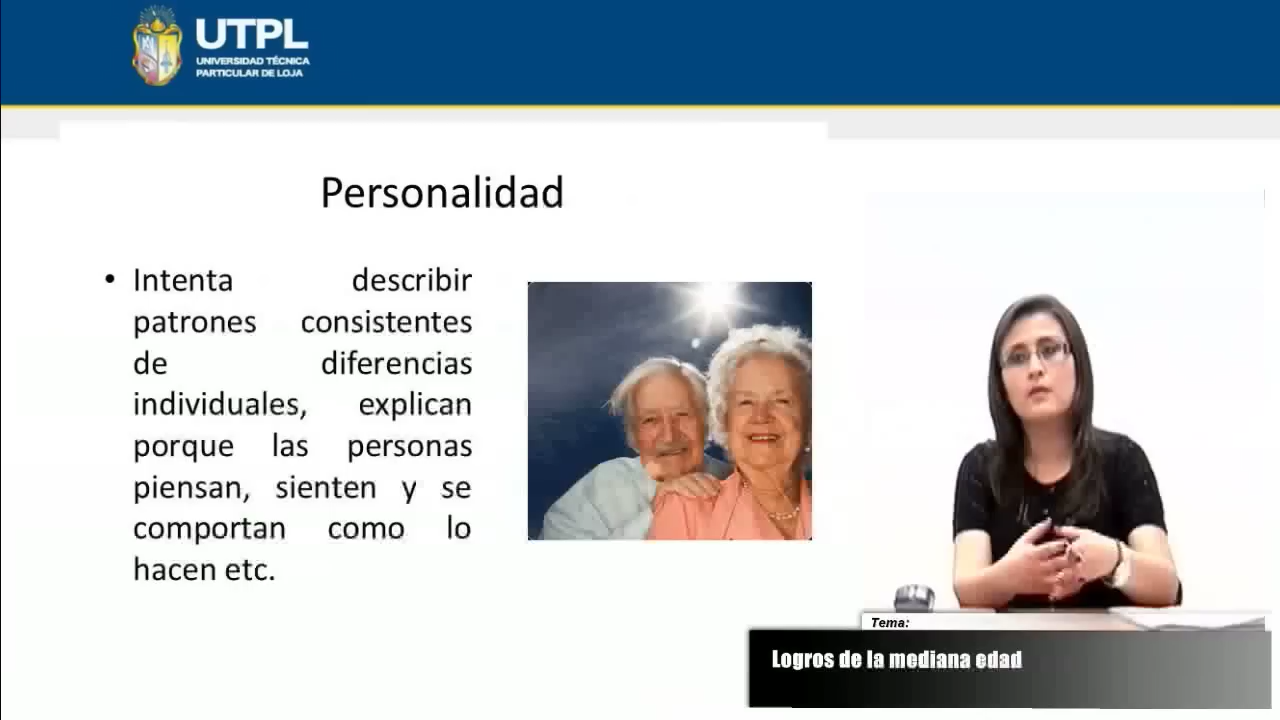 UTPL
UNIVERSIDAD TÉCNICA
PARTICULAR DE LOJA
Personalidad
• Intenta describir
patrones consistentes
de diferencias
individuales, explican
porque las personas
piensan, sienten y se
comportan como lo
hacen etc.
Tema:
Logros de la mediana edad